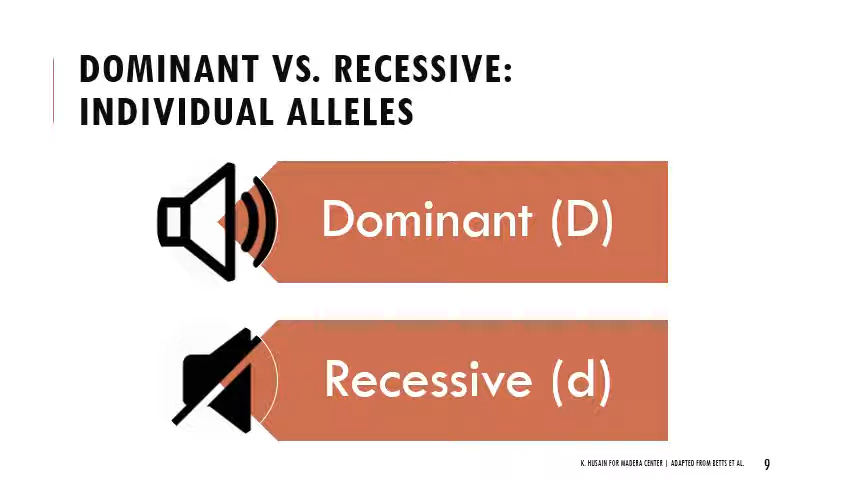 DOMINANT VS. RECESSIVE:
INDIVIDUAL ALLELES
Dominant (D)
Recessive (d)
K. HUSAIN FOR MADERA CENTER | ADAPTED FROM BETTS ET AL.
9